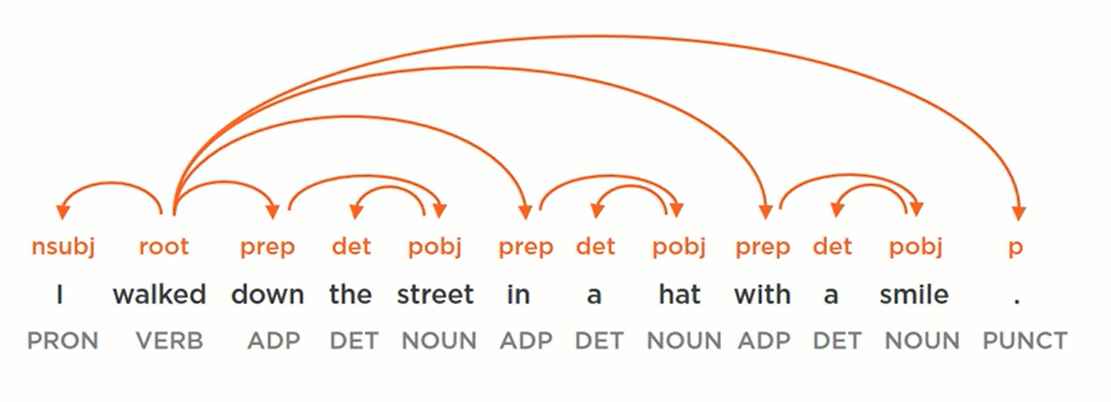 nsubj root prep det pobj prep det pobj prep det pobj p
I walked down the street in a hat with a smile .
PRON VERB ADP DET NOUN ADP DET NOUN ADP DET NOUN PUNCT